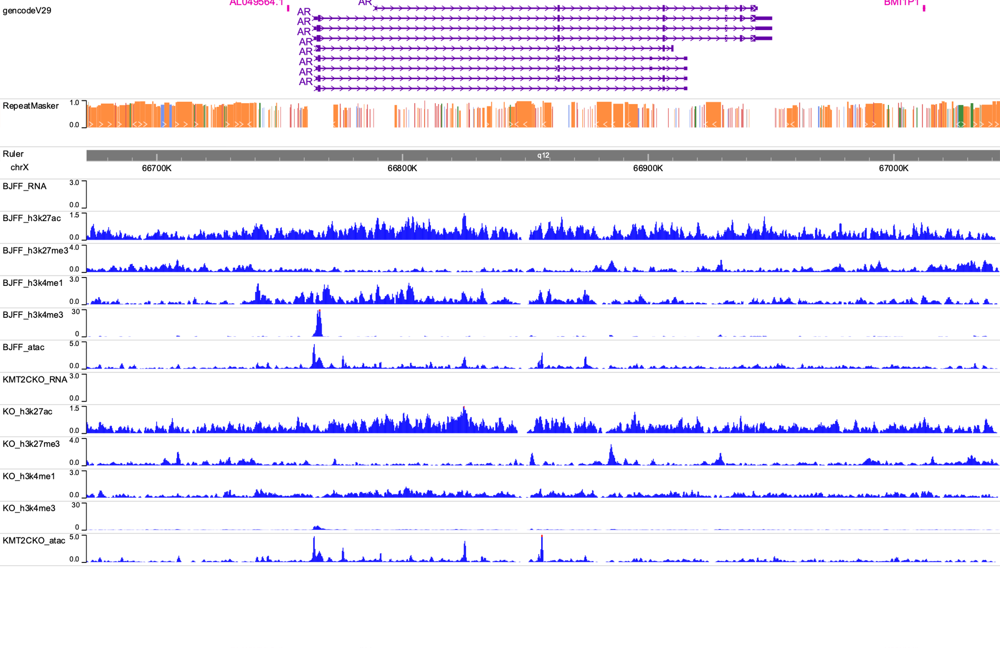 AL049564.1 AR BMI1P1
gencodeV29
AR
AR
AR
AR
AR
AR
AR
AR
RepeatMasker 1.0
0.0
Ruler q12
chrX 66700K 66800K 66900K 67000K
BJFF_RNA 3.0
0.0
BJFF_h3k27ac 1.5
0.0
BJFF_h3k27me3 4.0
0.0
BJFF_h3k4me1 3.0
0.0
BJFF_h3k4me3 30
0
BJFF_atac 5.0
0.0
KMT2CKO_RNA 3.0
0.0
KO_h3k27ac 1.5
0.0
KO_h3k27me3 4.0
0.0
KO_h3k4me1 3.0
0.0
KO_h3k4me3 30
0
KMT2CKO_atac 5.0
0.0